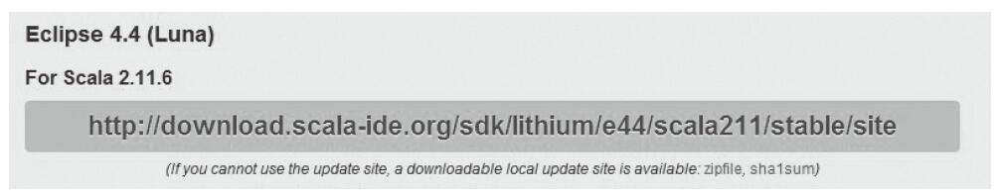 Eclipse 4.4 (Luna)
For Scala 2.11.6
http://download.scala-ide.org/sdk/lithium/e44/scala211/stable/site
(If you cannot use the update site, a downloadable local update site is available: zipfile, sha1sum)